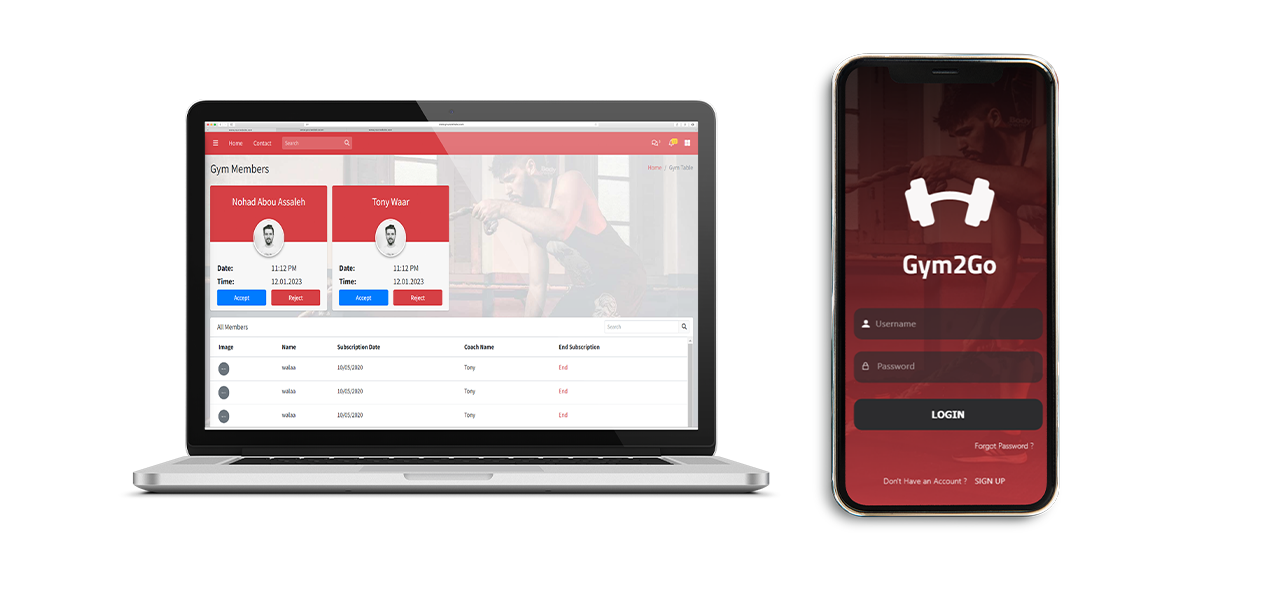 Home Contact Search
Gym Members
Home / Gym Table
Nohad Abou Assaleh
Date: 11:12 PM
Time: 12.01.2023
Accept Reject
Tony Waar
Date: 11:12 PM
Time: 12.01.2023
Accept Reject
All Members
Search
Image Name Subscription Date Coach Name End Subscription
walaa 10/05/2020 Tony End
walaa 10/05/2020 Tony End
walaa 10/05/2020 Tony End
Gym2Go
Username
Password
LOGIN
Forgot Password ?
Don't Have an Account ? SIGN UP